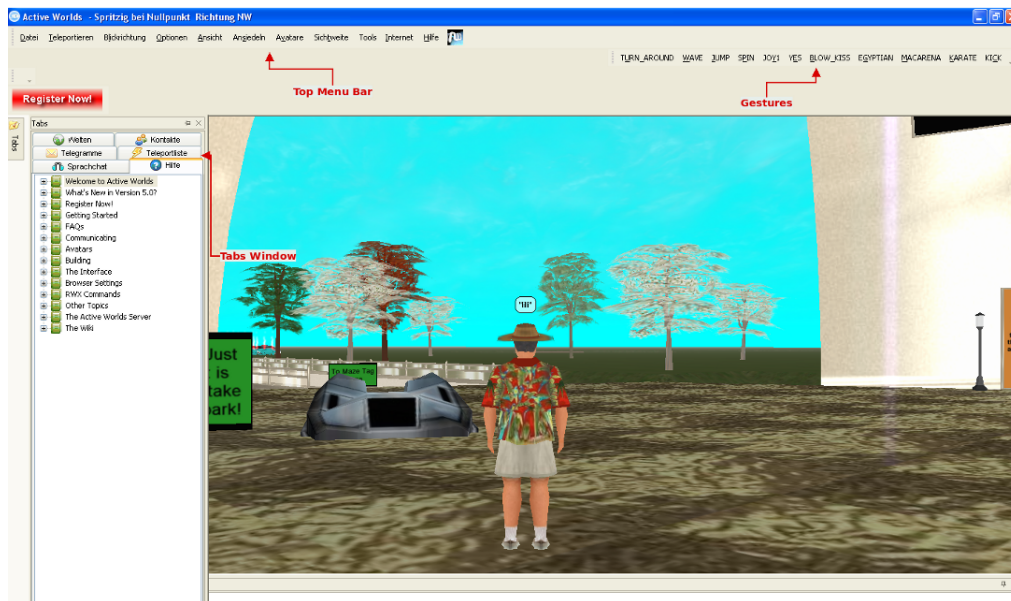 Active Worlds - Spritzig bei Nullpunkt Richtung NW
Datei Teleportieren Blickrichtung Optionen Ansicht Angiedeln Avatare Sichtweite Tools Internet Hilfe
TURN_AROUND WAVE JUMP SPIN JOY1 YES BLOW_KISS EGYPTIAN MACARENA KARATE KICK
Top Menu Bar
Gestures
Register Now!
Tabs
Tabs
Welten Kontakte
Telegramme Teleportliste
Sprachchat Hilfe
Welcome to Active Worlds
What's New in Version 5.0?
Register Now!
Getting Started
FAQs
Communicating
Avatars
Building
The Interface
Browser Settings
RWX Commands
Other Topics
The Active Worlds Server
The Wiki
Tabs Window
"Hi"
Just
is
take
park!
To Maze Tag